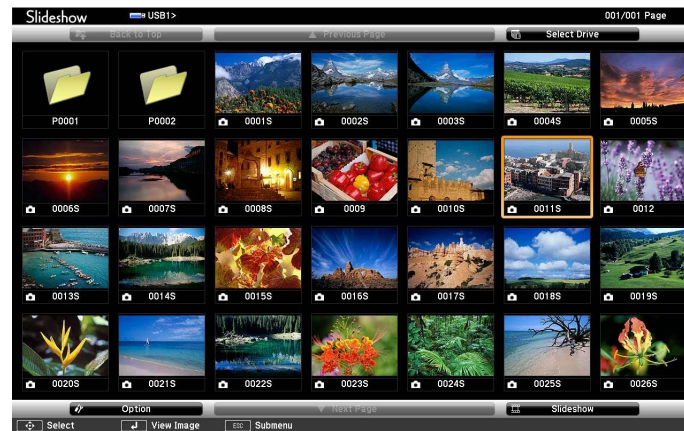 Slideshow USB1> 001/001 Page
Back to Top Previous Page Select Drive
P0001 P0002 0001S 0002S 0003S 0004S 0005S
0006S 0007S 0008S 0009 0010S 0011S 0012
0013S 0014S 0015S 0016S 0017S 0018S 0019S
0020S 0021S 0022S 0023S 0024S 0025S 0026S
Option Next Page Slideshow
Select View Image ESC Submenu